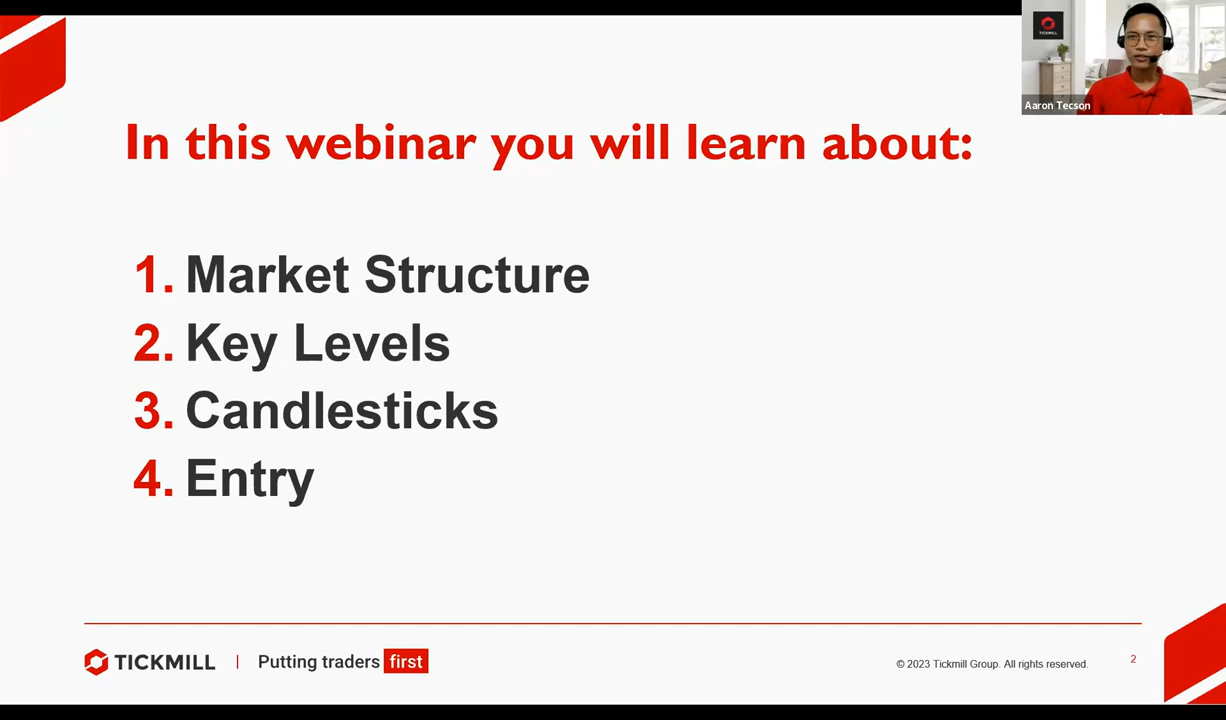 TICKMILL
Aaron Tecson
In this webinar you will learn about:
1. Market Structure
2. Key Levels
3. Candlesticks
4. Entry
TICKMILL | Putting traders first
© 2023 Tickmill Group. All rights reserved.
2